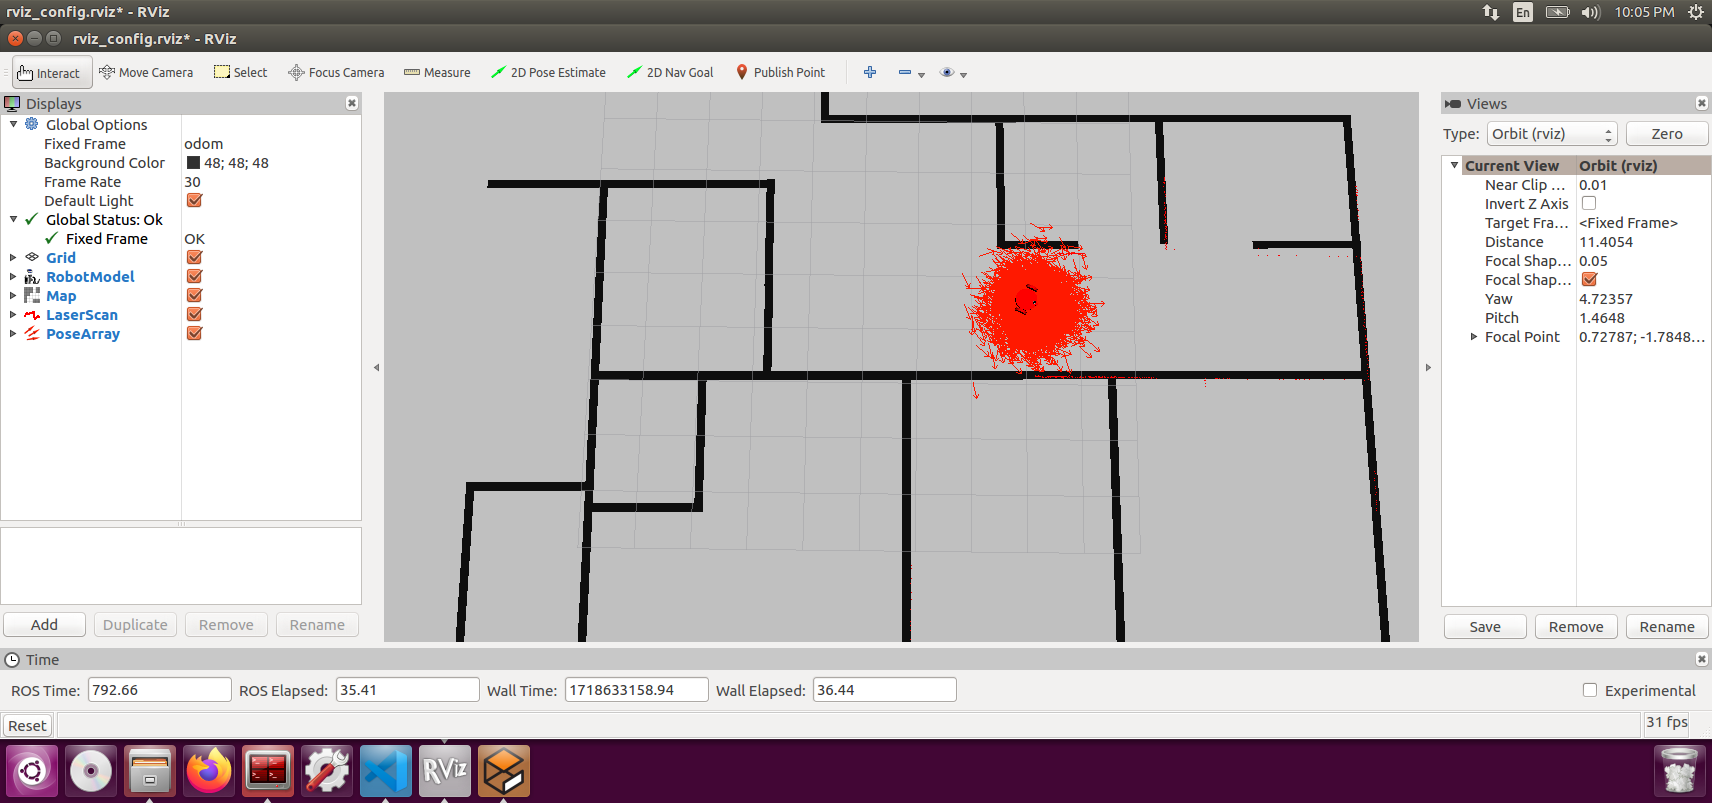 rviz_config.rviz* - RViz
En
10:05 PM
rviz_config.rviz* - RViz
Interact
Move Camera
Select
Focus Camera
Measure
2D Pose Estimate
2D Nav Goal
Publish Point
Displays
Global Options
Fixed Frame odom
Background Color 48; 48; 48
Frame Rate 30
Default Light
Global Status: Ok
Fixed Frame OK
Grid
RobotModel
Map
LaserScan
PoseArray
Add Duplicate Remove Rename
Views
Type: Orbit (rviz) Zero
Current View Orbit (rviz)
Near Clip ... 0.01
Invert Z Axis
Target Fra... <Fixed Frame>
Distance 11.4054
Focal Shap... 0.05
Focal Shap...
Yaw 4.72357
Pitch 1.4648
Focal Point 0.72787; -1.7848...
Save Remove Rename
Time
ROS Time: 792.66 ROS Elapsed: 35.41 Wall Time: 1718633158.94 Wall Elapsed: 36.44 Experimental
Reset 31 fps
RViz